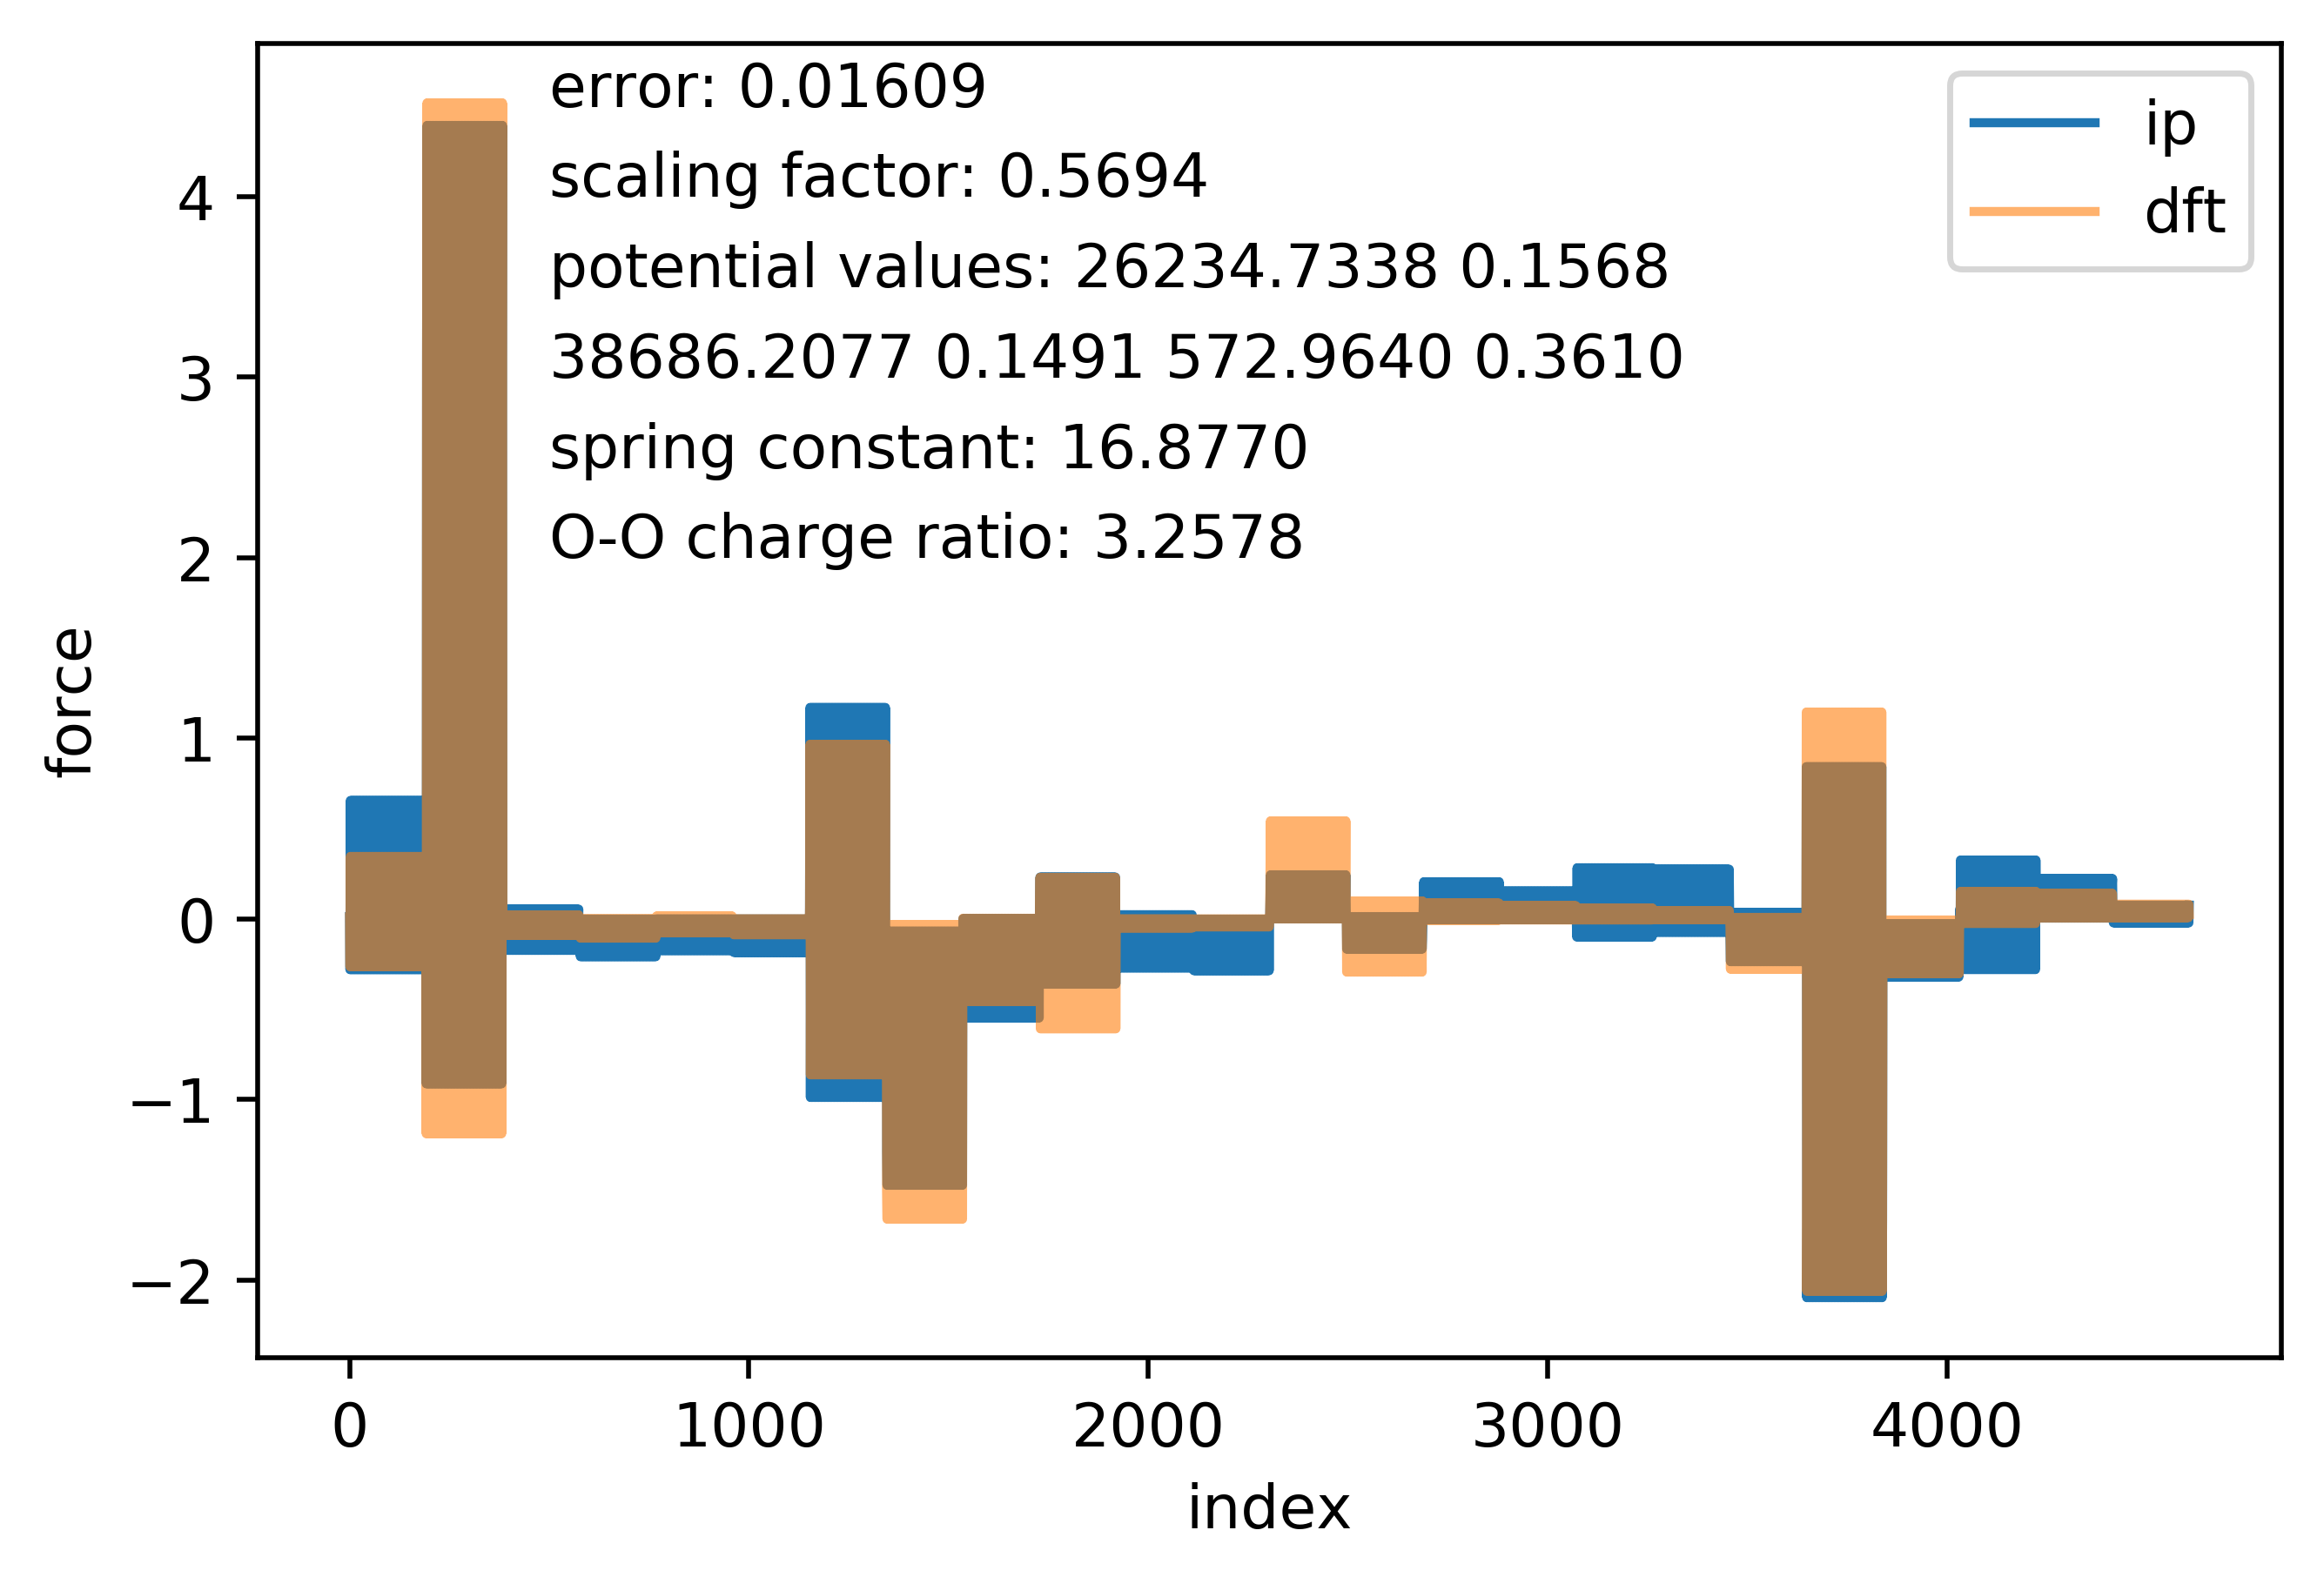 error: 0.01609
scaling factor: 0.5694
potential values: 26234.7338 0.1568
38686.2077 0.1491 572.9640 0.3610
spring constant: 16.8770
O-O charge ratio: 3.2578
ip
dft
4
3
2
1
0
−1
−2
force
0 1000 2000 3000 4000
index